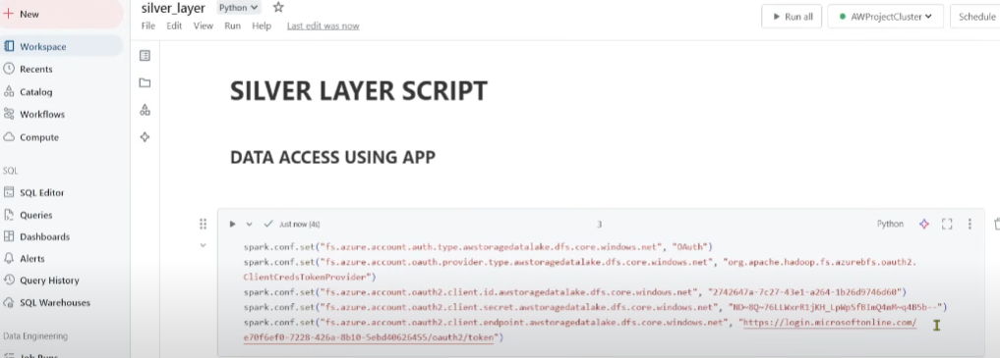 silver_layer Python
New
File Edit View Run Help Last edit was now
Run all AWProjectCluster Schedule
Workspace
Recents
Catalog
Workflows
Compute
SQL
SQL Editor
Queries
Dashboards
Alerts
Query History
SQL Warehouses
Data Engineering
SILVER LAYER SCRIPT
DATA ACCESS USING APP
Just now (4s) 3 Python
spark.conf.set("fs.azure.account.auth.type.awstoragedatalake.dfs.core.windows.net", "OAuth")
spark.conf.set("fs.azure.account.oauth.provider.type.awstoragedatalake.dfs.core.windows.net", "org.apache.hadoop.fs.azurebfs.oauth2.
ClientCredsTokenProvider")
spark.conf.set("fs.azure.account.oauth2.client.id.awstoragedatalake.dfs.core.windows.net", "2742647a-7c27-43e1-a264-1b26d9746d60")
spark.conf.set("fs.azure.account.oauth2.client.secret.awstoragedatalake.dfs.core.windows.net",
spark.conf.set("fs.azure.account.oauth2.client.endpoint.awstoragedatalake.dfs.core.windows.net", "https://login.microsoftonline.com/
e70f6ef0-7228-426a-8b10-5ebd40626455/oauth2/token")